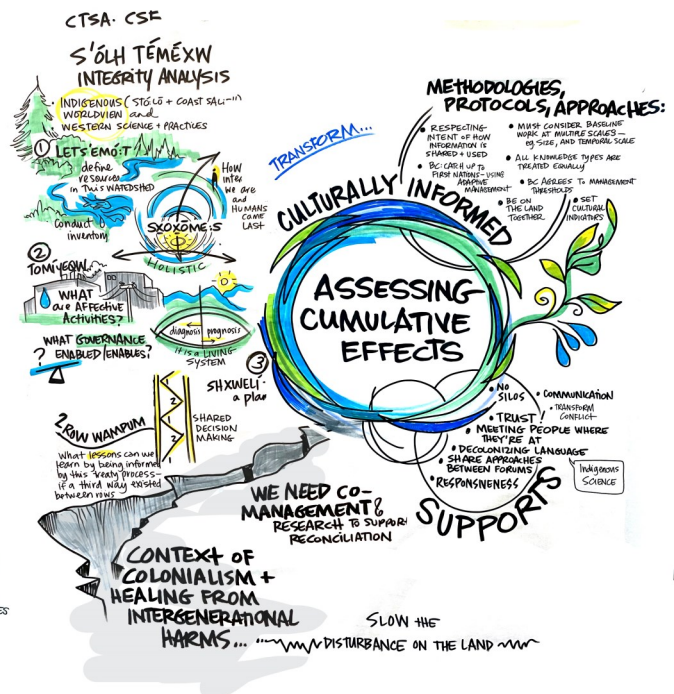 CTSA · CSF
S'ÓLH TÉMÉXW
INTEGRITY ANALYSIS
• INDIGENOUS (STÓ:LŌ + COAST SALI
WORLDVIEW and
WESTERN SCIENCE + PRACTICES
① LETS'EMÓ:T
define
resources
in THIS WATERSHED
Conduct
inventory
HOW
INTER
WE ARE
and
HUMANS
COME
LAST
SXOXÓMES
HOLISTIC
②
TOMIYEQW
WHAT
are AFFECTIVE
ACTIVITIES?
WHAT GOVERNANCE
? ENABLED/ENABLES?
diagnosis prognosis
it is a LIVING-
SYSTEM
③
SHXWELI ·
a plan
2 ROW WAMPUM
What lessons can we
learn by being informed
by this treaty process–
if a third way existed
between rows
2
1
2
1
SHARED
DECISION
MAKING
TRANSFORM...
METHODOLOGIES,
PROTOCOLS, APPROACHES:
• RESPECTING
INTENT OF HOW
INFORMATION IS
SHARED + USED
• BC: CATCH UP TO
FIRST NATIONS – USING
ADAPTIVE
MANAGEMENT
• BE ON
THE LAND
TOGETHER
• MUST CONSIDER BASELINE
WORK AT MULTIPLE SCALES –
eg. SIZE, AND TEMPORAL SCALE
• ALL KNOWLEDGE TYPES ARE
TREATED EQUALLY
• BC AGREES TO MANAGEMENT
THRESHOLDS
• SET
CULTURAL
INDICATORS
CULTURALLY INFORMED
ASSESSING
CUMULATIVE
EFFECTS
• NO
SILOS
• COMMUNICATION
• TRANSFORM
CONFLICT
• TRUST!
• MEETING PEOPLE WHERE
THEY'RE AT
• DECOLONIZING LANGUAGE
• SHARE APPROACHES
BETWEEN FORUMS
• RESPONSIVENESS
Indigenous
SCIENCE
SUPPORTS
WE NEED CO-
MANAGEMENT &
RESEARCH TO SUPPORT
RECONCILIATION
CONTEXT OF
COLONIALISM +
HEALING FROM
INTERGENERATIONAL
HARMS...
SLOW THE
DISTURBANCE ON THE LAND
ES